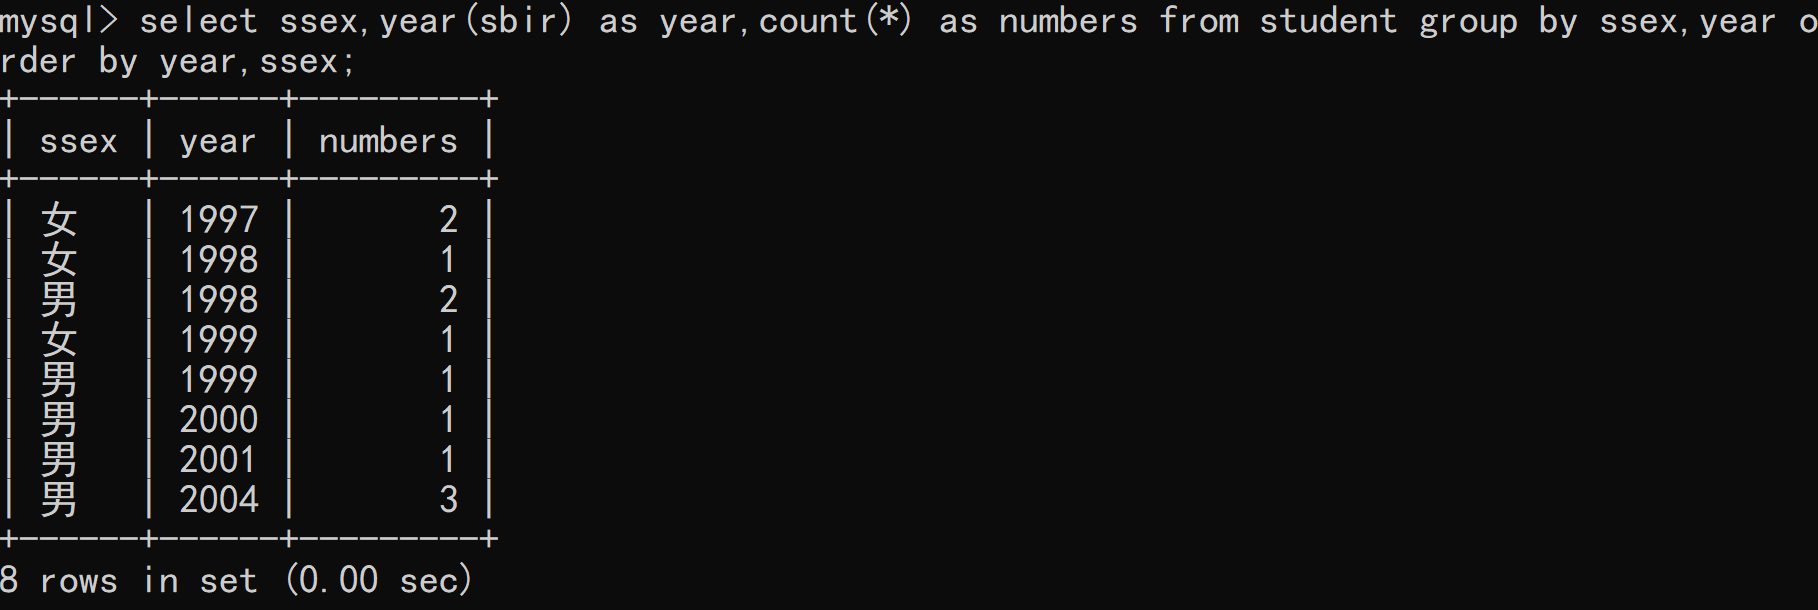 mysql> select ssex,year(sbir) as year,count(*) as numbers from student group by ssex,year o
rder by year,ssex;
+------+------+---------+
| ssex | year | numbers |
+------+------+---------+
| 女   | 1997 |       2 |
| 女   | 1998 |       1 |
| 男   | 1998 |       2 |
| 女   | 1999 |       1 |
| 男   | 1999 |       1 |
| 男   | 2000 |       1 |
| 男   | 2001 |       1 |
| 男   | 2004 |       3 |
+------+------+---------+
8 rows in set (0.00 sec)